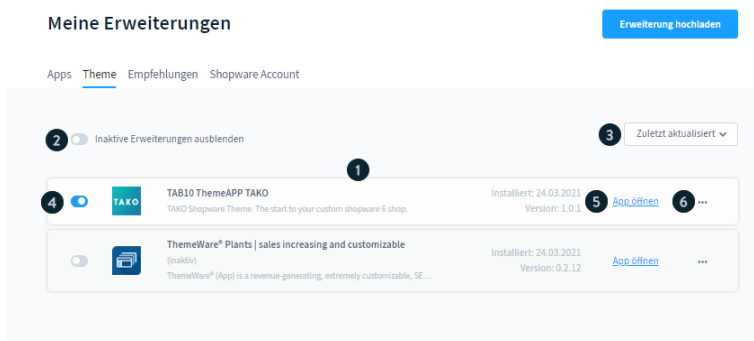 Meine Erweiterungen
Erweiterung hochladen
Apps Theme Empfehlungen Shopware Account
2 Inaktive Erweiterungen ausblenden
3 Zuletzt aktualisiert
1
4 TAKO TAB10 ThemeAPP TAKO
TAKO Shopware Theme. The start to your custom shopware 6 shop.
Installiert: 24.03.2021
Version: 1.0.1
5 App öffnen 6 ...
ThemeWare® Plants | sales increasing and customizable
(inaktiv)
ThemeWare® (App) is a revenue-generating, extremely customizable, SE...
Installiert: 24.03.2021
Version: 0.2.12
App öffnen ...